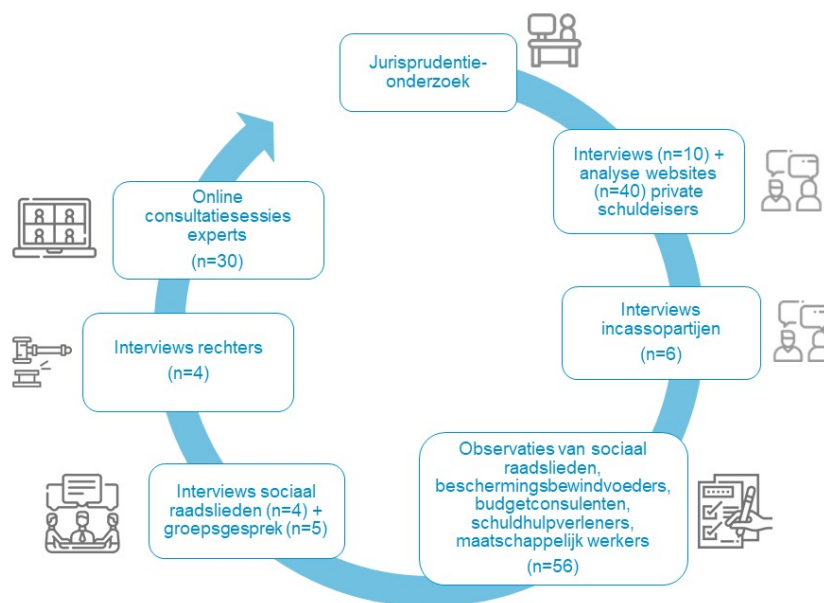 Jurisprudentie-
onderzoek
Interviews (n=10) +
analyse websites
(n=40) private
schuldeisers
Interviews
incassopartijen
(n=6)
Observaties van sociaal
raadslieden,
beschermingsbewindvoeders,
budgetconsulenten,
schuldhulpverleners,
maatschappelijk werkers
(n=56)
Interviews sociaal
raadslieden (n=4) +
groepsgesprek (n=5)
Interviews rechters
(n=4)
Online
consultatiesessies
experts
(n=30)